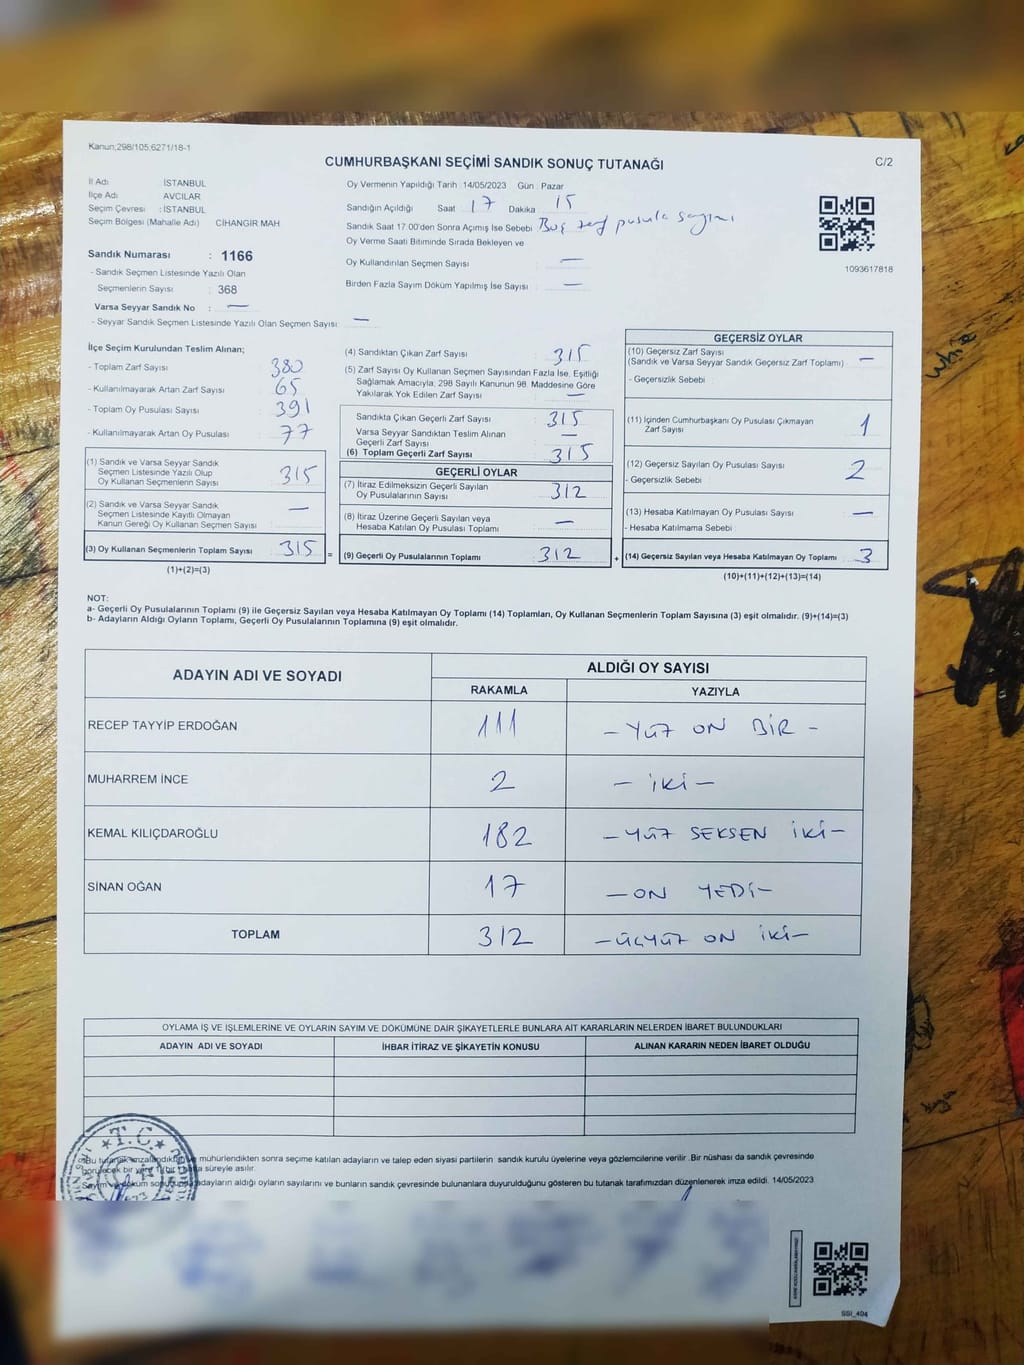 Kanun,298/105,6271/18-1
CUMHURBAŞKANI SEÇİMİ SANDIK SONUÇ TUTANAĞI
C/2
İl Adı İSTANBUL
İlçe Adı AVCILAR
Seçim Çevresi : İSTANBUL
Seçim Bölgesi (Mahalle Adı) CİHANGİR MAH
Oy Vermenin Yapıldığı Tarih : 14/05/2023 Gün : Pazar
Sandığın Açıldığı Saat 17 Dakika 15
Sandık Saat 17.00'den Sonra Açımış İse Sebebi Boş zarf pusula sayımı
Oy Verme Saati Bitiminde Sırada Bekleyen ve
Oy Kullandırılan Seçmen Sayısı : —
Birden Fazla Sayım Döküm Yapılmış İse Sayısı : —
1093617818
Sandık Numarası : 1166
- Sandık Seçmen Listesinde Yazılı Olan
Seçmenlerin Sayısı : 368
Varsa Seyyar Sandık No : —
- Seyyar Sandık Seçmen Listesinde Yazılı Olan Seçmen Sayısı : —
İlçe Seçim Kurulundan Teslim Alınan;
- Toplam Zarf Sayısı : 380
- Kullanılmayarak Artan Zarf Sayısı : 65
- Toplam Oy Pusulası Sayısı : 391
- Kullanılmayarak Artan Oy Pusulası : 77
(1) Sandık ve Varsa Seyyar Sandık
Seçmen Listesinde Yazılı Olup
Oy Kullanan Seçmenlerin Sayısı : 315
(2) Sandık ve Varsa Seyyar Sandık
Seçmen Listesinde Kayıtlı Olmayan
Kanun Gereği Oy Kullanan Seçmen Sayısı : —
(3) Oy Kullanan Seçmenlerin Toplam Sayısı 315 =
(1)+(2)=(3)
(4) Sandıktan Çıkan Zarf Sayısı : 315
(5) Zarf Sayısı Oy Kullanan Seçmen Sayısından Fazla İse, Eşitliği
Sağlamak Amacıyla, 298 Sayılı Kanunun 98. Maddesine Göre
Yakılarak Yok Edilen Zarf Sayısı : —
Sandıkta Çıkan Geçerli Zarf Sayısı : 315
Varsa Seyyar Sandıktan Teslim Alınan
Geçerli Zarf Sayısı : —
(6) Toplam Geçerli Zarf Sayısı : 315
GEÇERLİ OYLAR
(7) İtiraz Edilmeksizin Geçerli Sayılan
Oy Pusulalarının Sayısı : 312
(8) İtiraz Üzerine Geçerli Sayılan veya
Hesaba Katılan Oy Pusulası Toplamı : —
(9) Geçerli Oy Pusulalarının Toplamı : 312 +
GEÇERSİZ OYLAR
(10) Geçersiz Zarf Sayısı
(Sandık ve Varsa Seyyar Sandık Geçersiz Zarf Toplamı) : —
- Geçersizlik Sebebi
(11) İçinden Cumhurbaşkanı Oy Pusulası Çıkmayan
Zarf Sayısı : 1
(12) Geçersiz Sayılan Oy Pusulası Sayısı : 2
- Geçersizlik Sebebi
(13) Hesaba Katılmayan Oy Pusulası Sayısı : —
- Hesaba Katılmama Sebebi :
(14) Geçersiz Sayılan veya Hesaba Katılmayan Oy Toplamı : 3
(10)+(11)+(12)+(13)=(14)
NOT:
a- Geçerli Oy Pusulalarının Toplamı (9) ile Geçersiz Sayılan veya Hesaba Katılmayan Oy Toplamı (14) Toplamları, Oy Kullanan Seçmenlerin Toplam Sayısına (3) eşit olmalıdır. (9)+(14)=(3)
b- Adayların Aldığı Oyların Toplamı, Geçerli Oy Pusulalarının Toplamına (9) eşit olmalıdır.
ADAYIN ADI VE SOYADI ALDIĞI OY SAYISI
RAKAMLA YAZIYLA
RECEP TAYYİP ERDOĞAN 111 - YÜZ ON BİR -
MUHARREM İNCE 2 - İKİ -
KEMAL KILIÇDAROĞLU 182 - YÜZ SEKSEN İKİ -
SİNAN OĞAN 17 - ON YEDİ -
TOPLAM 312 - ÜÇYÜZ ON İKİ -
OYLAMA İŞ VE İŞLEMLERİNE VE OYLARIN SAYIM VE DÖKÜMÜNE DAİR ŞİKAYETLERLE BUNLARA AİT KARARLARIN NELERDEN İBARET BULUNDUKLARI
ADAYIN ADI VE SOYADI İHBAR İTİRAZ VE ŞİKAYETİN KONUSU ALINAN KARARIN NEDEN İBARET OLDUĞU
T.C.
mühürlendikten sonra seçime katılan adayların ve talep eden siyasi partilerin sandık kurulu üyelerine veya gözlemcilerine verilir .Bir nüshası da sandık çevresinde
süreyle asılır.
adayların aldığı oyların sayılarını ve bunların sandık çevresinde bulunanlara duyurulduğunu gösteren bu tutanak tarafımızdan düzenlenerek imza edildi. 14/05/2023
SSI_404
white